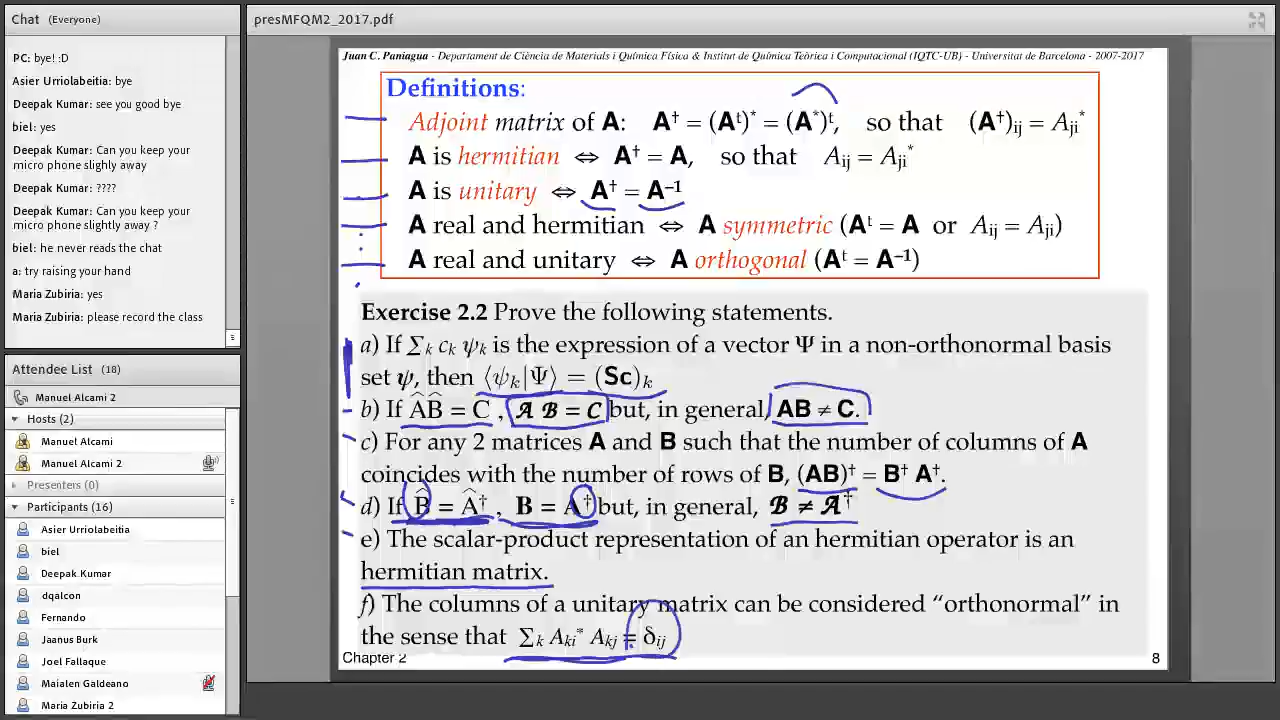 Chat (Everyone)
PC: bye! :D
Asier Urriolabeitia: bye
Deepak Kumar: see you good bye
biel: yes
Deepak Kumar: Can you keep your
micro phone slighly away
Deepak Kumar: ????
Deepak Kumar: Can you keep your
micro phone slighly away ?
biel: he never reads the chat
a: try raising your hand
Maria Zubiria: yes
Maria Zubiria: please record the class
Attendee List (18)
Manuel Alcami 2
Hosts (2)
Manuel Alcami
Manuel Alcami 2
Presenters (0)
Participants (16)
Asier Urriolabeitia
biel
Deepak Kumar
dqalcon
Fernando
Jaanus Burk
Joel Fallaque
Maialen Galdeano
Maria Zubiria 2
presMFQM2_2017.pdf
Juan C. Paniagua - Departament de Ciència de Materials i Química Física & Institut de Química Teòrica i Computacional (IQTC-UB) - Universitat de Barcelona - 2007-2017
Definitions:
Adjoint matrix of A: A† = (Aᵗ)* = (A*)ᵗ, so that (A†)ij = Aji*
A is hermitian ⇔ A† = A, so that Aij = Aji*
A is unitary ⇔ A† = A⁻¹
A real and hermitian ⇔ A symmetric (Aᵗ = A or Aij = Aji)
A real and unitary ⇔ A orthogonal (Aᵗ = A⁻¹)
Exercise 2.2 Prove the following statements.
a) If Σk ck ψk is the expression of a vector Ψ in a non-orthonormal basis
set ψ, then ⟨ψk|Ψ⟩ = (Sc)k
b) If ÂB̂ = Ĉ , 𝓐 𝓑 = 𝓒 but, in general, AB ≠ C.
c) For any 2 matrices A and B such that the number of columns of A
coincides with the number of rows of B, (AB)† = B† A†.
d) If B̂ = Â† , B = A† but, in general, 𝓑 ≠ 𝓐†
e) The scalar-product representation of an hermitian operator is an
hermitian matrix.
f) The columns of a unitary matrix can be considered “orthonormal” in
the sense that Σk Aki* Akj = δij
Chapter 2
8